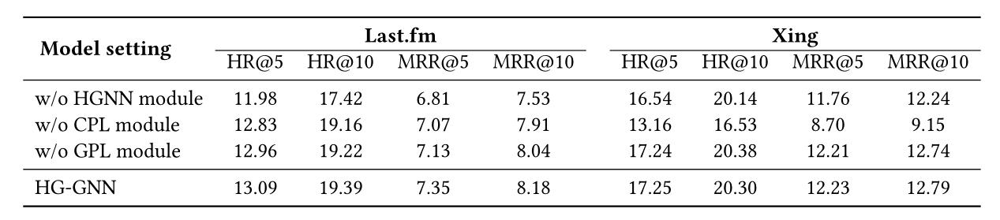 Model setting Last.fm Xing
HR@5 HR@10 MRR@5 MRR@10 HR@5 HR@10 MRR@5 MRR@10
w/o HGNN module 11.98 17.42 6.81 7.53 16.54 20.14 11.76 12.24
w/o CPL module 12.83 19.16 7.07 7.91 13.16 16.53 8.70 9.15
w/o GPL module 12.96 19.22 7.13 8.04 17.24 20.38 12.21 12.74
HG-GNN 13.09 19.39 7.35 8.18 17.25 20.30 12.23 12.79